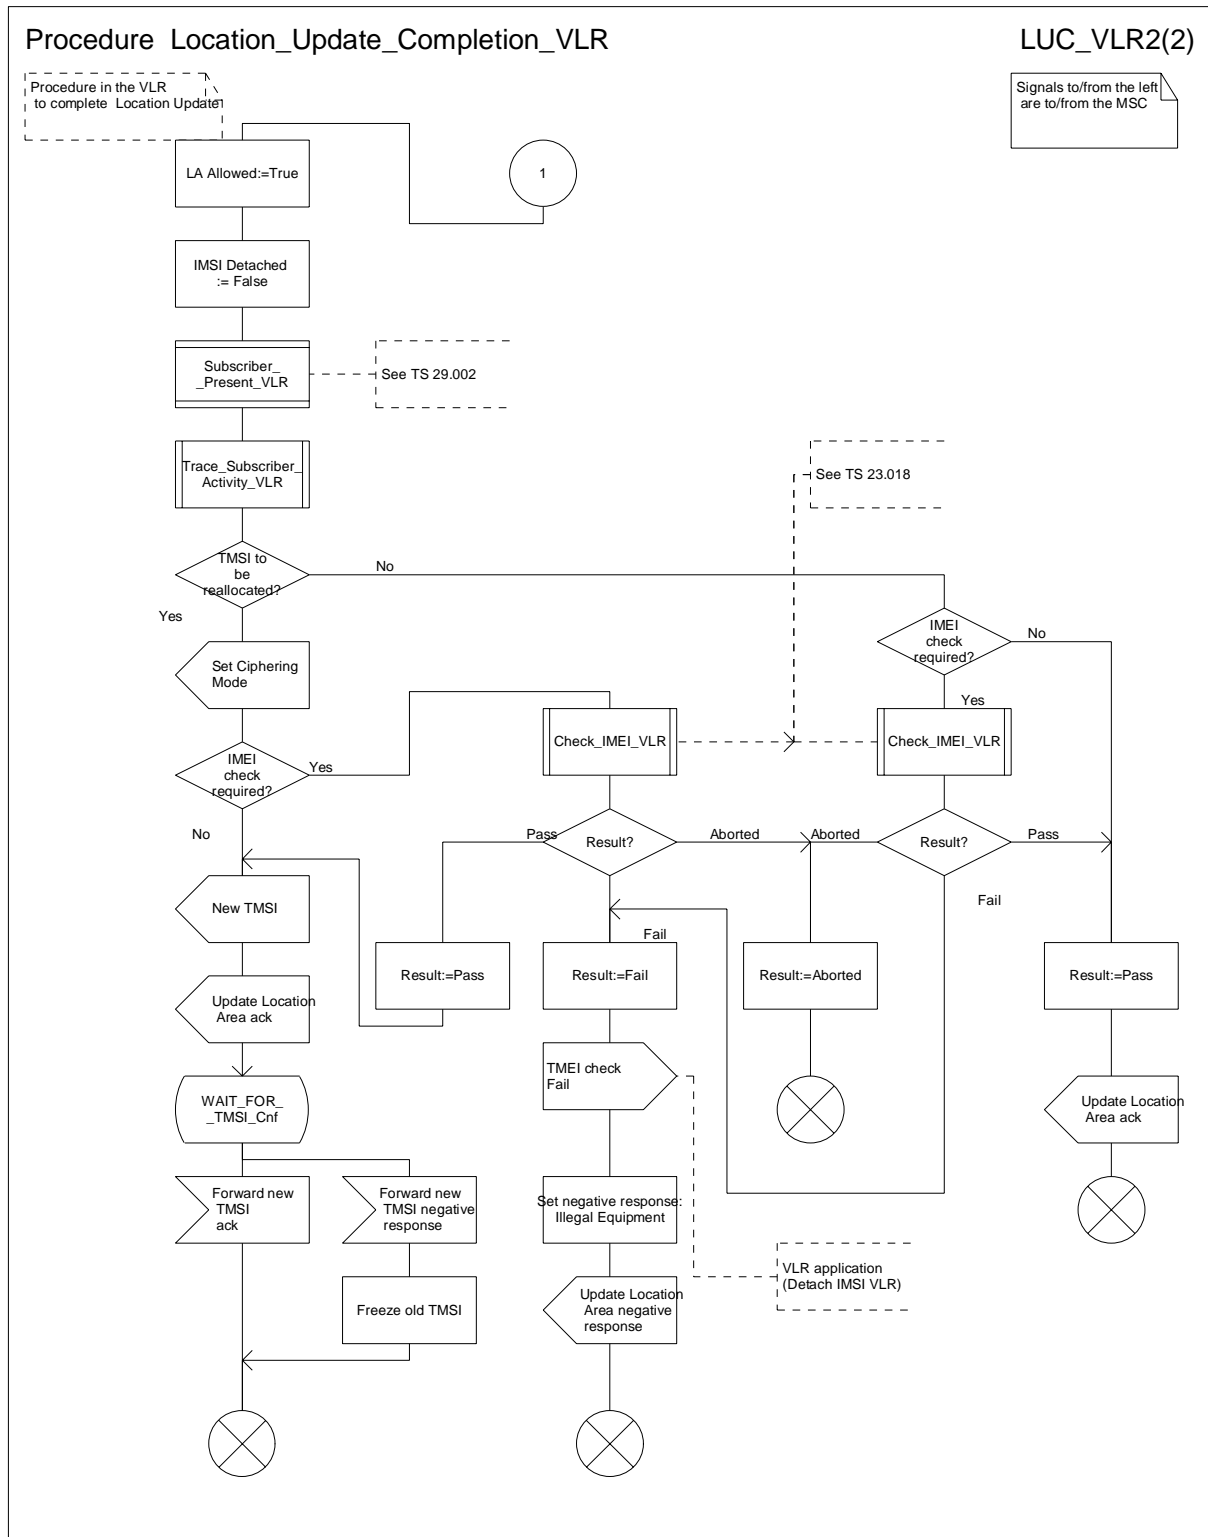 Procedure Location_Update_Completion_VLR
LUC_VLR2(2)
Procedure in the VLR
to complete Location Update
Signals to/from the left
are to/from the MSC
LA Allowed:=True
1
IMSI Detached
:= False
Subscriber_
_Present_VLR
See TS 29.002
Trace_Subscriber_
Activity_VLR
See TS 23.018
TMSI to
be
reallocated?
No
Yes
IMEI
check
required?
No
Set Ciphering
Mode
Yes
Check_IMEI_VLR
Check_IMEI_VLR
IMEI
check
required?
Yes
No
Pass
Result?
Aborted
Aborted
Result?
Pass
Fail
New TMSI
Fail
Result:=Pass
Result:=Fail
Result:=Aborted
Result:=Pass
Update Location
Area ack
TMEI check
Fail
WAIT_FOR_
_TMSI_Cnf
Update Location
Area ack
Forward new
TMSI
ack
Forward new
TMSI negative
response
Set negative response:
Illegal Equipment
VLR application
(Detach IMSI VLR)
Freeze old TMSI
Update Location
Area negative
response